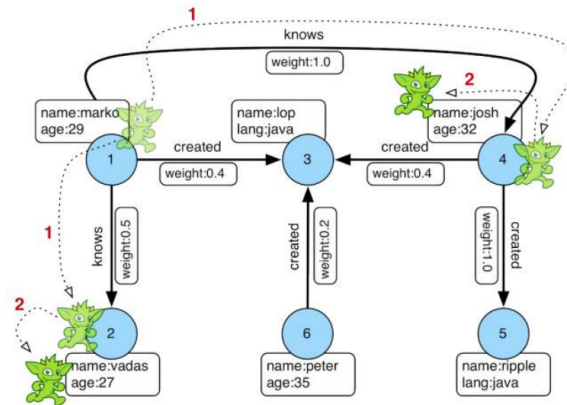 1
knows
weight:1.0
2
name:marko
age:29
name:lop
lang:java
name:josh
age:32
1
created
weight:0.4
3
created
weight:0.4
4
1
knows
weight:0.5
created
weight:0.2
weight:1.0
created
2
2
6
5
name:vadas
age:27
name:peter
age:35
name:ripple
lang:java